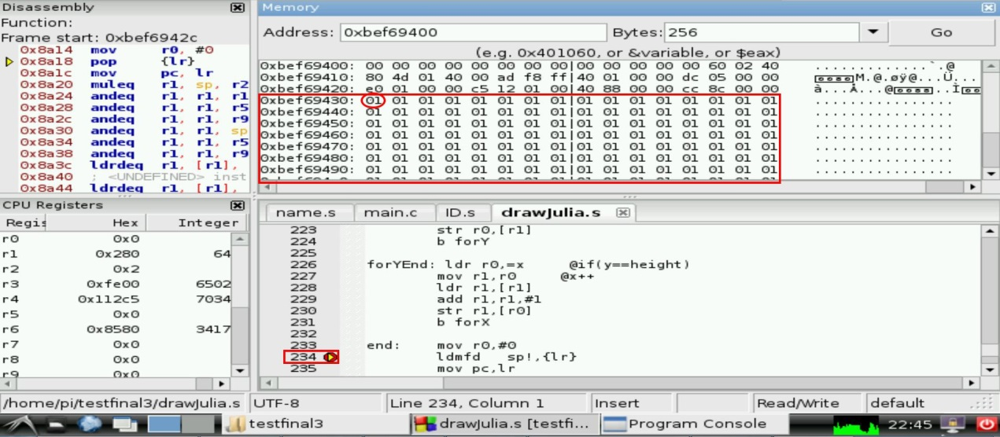 Disassembly
Function:
Frame start: 0xbef6942c
0x8a14 mov r0, #0
0x8a18 pop {lr}
0x8a1c mov pc, lr
0x8a20 muleq r1, sp, r2
0x8a24 andeq r1, r1, r1
0x8a28 andeq r1, r1, r5
0x8a2c andeq r1, r1, r9
0x8a30 andeq r1, r1, sp
0x8a34 andeq r1, r1, r5
0x8a38 andeq r1, r1, r9
0x8a3c ldrdeq r1, [r1],
0x8a40 ; <UNDEFINED> inst
0x8a44 ldrdeq r1, [r1],
Memory
Address: 0xbef69400 Bytes: 256 Go
(e.g. 0x401060, or &variable, or $eax)
0xbef69400: 00 00 00 00 00 00 00 00|00 00 00 00 00 60 02 40 .............`.@
0xbef69410: 80 4d 01 40 00 ad f8 ff|40 01 00 00 dc 05 00 00 M.@.­øÿ@...Ü...
0xbef69420: e0 01 00 00 c5 12 01 00|40 88 00 00 cc 8c 00 00 à...Å...@..Ì
0xbef69430: 01 01 01 01 01 01 01 01|01 01 01 01 01 01 01 01 ................
0xbef69440: 01 01 01 01 01 01 01 01|01 01 01 01 01 01 01 01 ................
0xbef69450: 01 01 01 01 01 01 01 01|01 01 01 01 01 01 01 01 ................
0xbef69460: 01 01 01 01 01 01 01 01|01 01 01 01 01 01 01 01 ................
0xbef69470: 01 01 01 01 01 01 01 01|01 01 01 01 01 01 01 01 ................
0xbef69480: 01 01 01 01 01 01 01 01|01 01 01 01 01 01 01 01 ................
0xbef69490: 01 01 01 01 01 01 01 01|01 01 01 01 01 01 01 01 ................
CPU Registers
Regis Hex Integer
r0 0x0
r1 0x280 64
r2 0x2
r3 0xfe00 6502
r4 0x112c5 7034
r5 0x0
r6 0x8580 3417
r7 0x0
r8 0x0
r9 0x0
name.s main.c ID.s drawJulia.s
223 str r0,[r1]
224 b forY
225
226 forYEnd: ldr r0,=x @if(y==height)
227 mov r1,r0 @x++
228 ldr r1,[r1]
229 add r1,r1,#1
230 str r1,[r0]
231 b forX
232
233 end: mov r0,#0
234 ldmfd sp!,{lr}
235 mov pc,lr
/home/pi/testfinal3/drawJulia.s UTF-8 Line 234, Column 1 Insert Read/Write default
testfinal3 drawJulia.s [testfi... Program Console 22:45